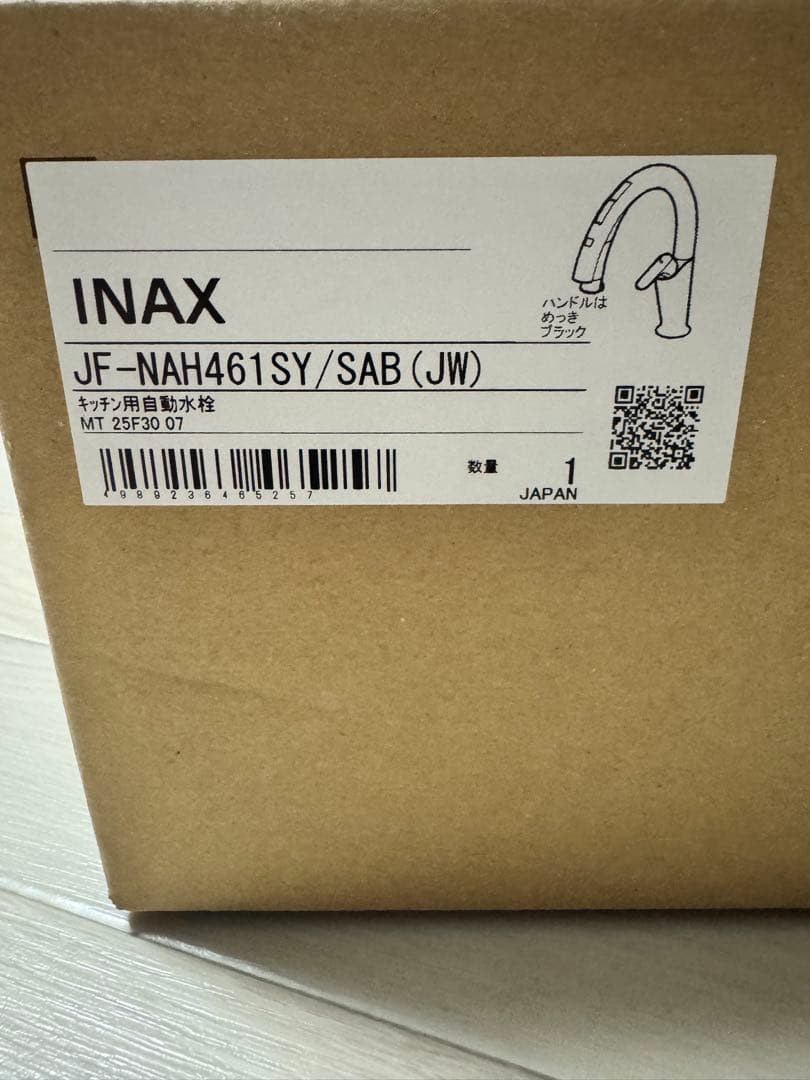 INAX
ハンドルは
めっき
ブラック
JF-NAH461SY/SAB(JW)
キッチン用自動水栓
MT 25F30 07
4989236465257
数量 1
JAPAN